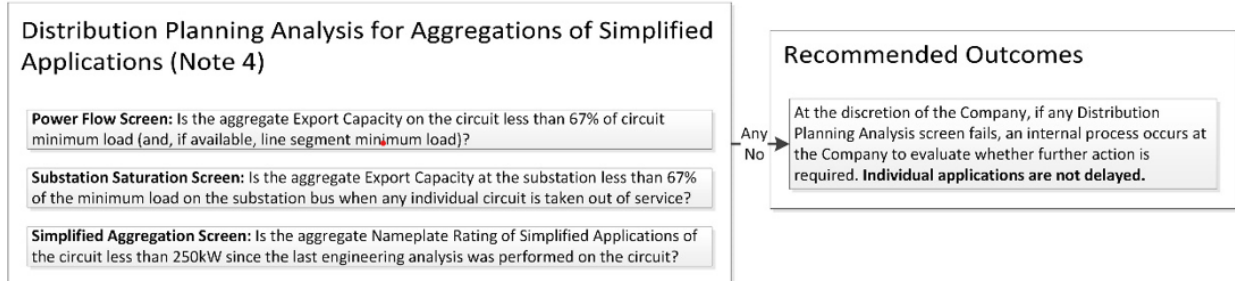 Distribution Planning Analysis for Aggregations of Simplified
Applications (Note 4)
Power Flow Screen: Is the aggregate Export Capacity on the circuit less than 67% of circuit
minimum load (and, if available, line segment minimum load)?
Substation Saturation Screen: Is the aggregate Export Capacity at the substation less than 67%
of the minimum load on the substation bus when any individual circuit is taken out of service?
Simplified Aggregation Screen: Is the aggregate Nameplate Rating of Simplified Applications of
the circuit less than 250kW since the last engineering analysis was performed on the circuit?
Any
No
Recommended Outcomes
At the discretion of the Company, if any Distribution
Planning Analysis screen fails, an internal process occurs at
the Company to evaluate whether further action is
required. Individual applications are not delayed.